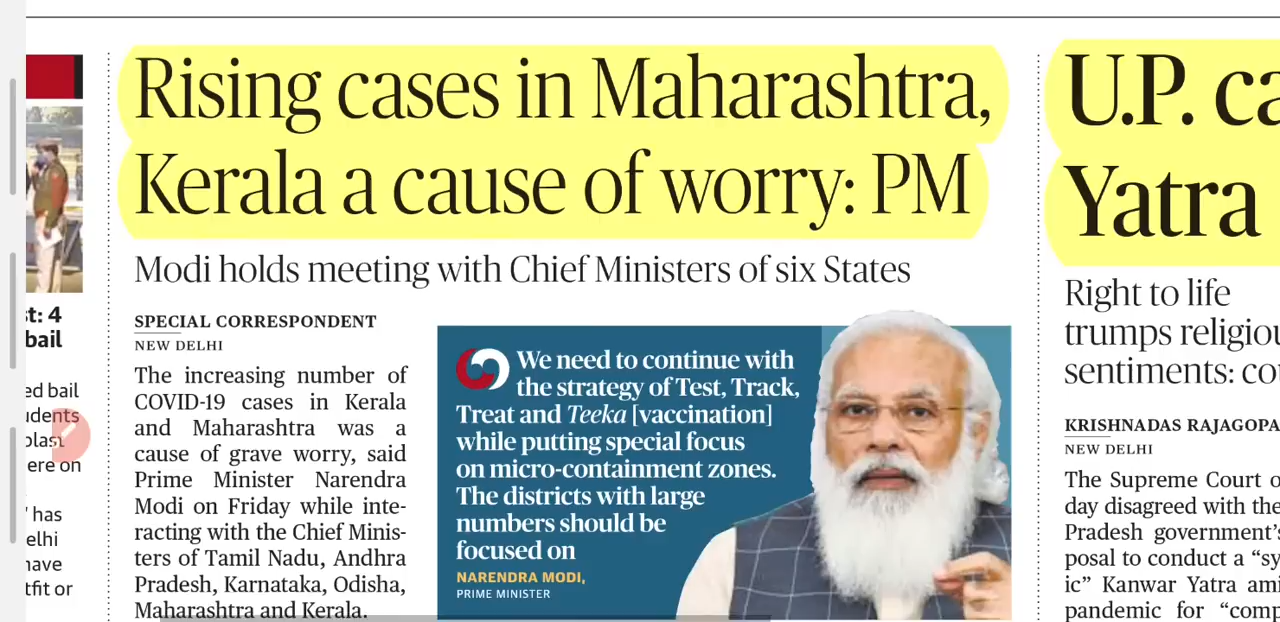 t: 4
bail
ed bail
udents
blast
ere on
has
elhi
have
tfit or
Rising cases in Maharashtra,
Kerala a cause of worry: PM
Modi holds meeting with Chief Ministers of six States
SPECIAL CORRESPONDENT
NEW DELHI
The increasing number of
COVID-19 cases in Kerala
and Maharashtra was a
cause of grave worry, said
Prime Minister Narendra
Modi on Friday while inte-
racting with the Chief Minis-
ters of Tamil Nadu, Andhra
Pradesh, Karnataka, Odisha,
Maharashtra and Kerala.
We need to continue with
the strategy of Test, Track,
Treat and Teeka [vaccination]
while putting special focus
on micro-containment zones.
The districts with large
numbers should be
focused on
NARENDRA MODI,
PRIME MINISTER
U.P. ca
Yatra
Right to life
trumps religiou
sentiments: cou
KRISHNADAS RAJAGOPA
NEW DELHI
The Supreme Court o
day disagreed with the
Pradesh government's
posal to conduct a “sy
ic” Kanwar Yatra ami
pandemic for “comp